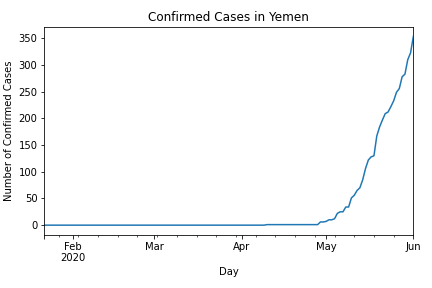 Confirmed Cases in Yemen
Number of Confirmed Cases
350
300
250
200
150
100
50
0
Feb
2020
Mar
Apr
May
Jun
Day